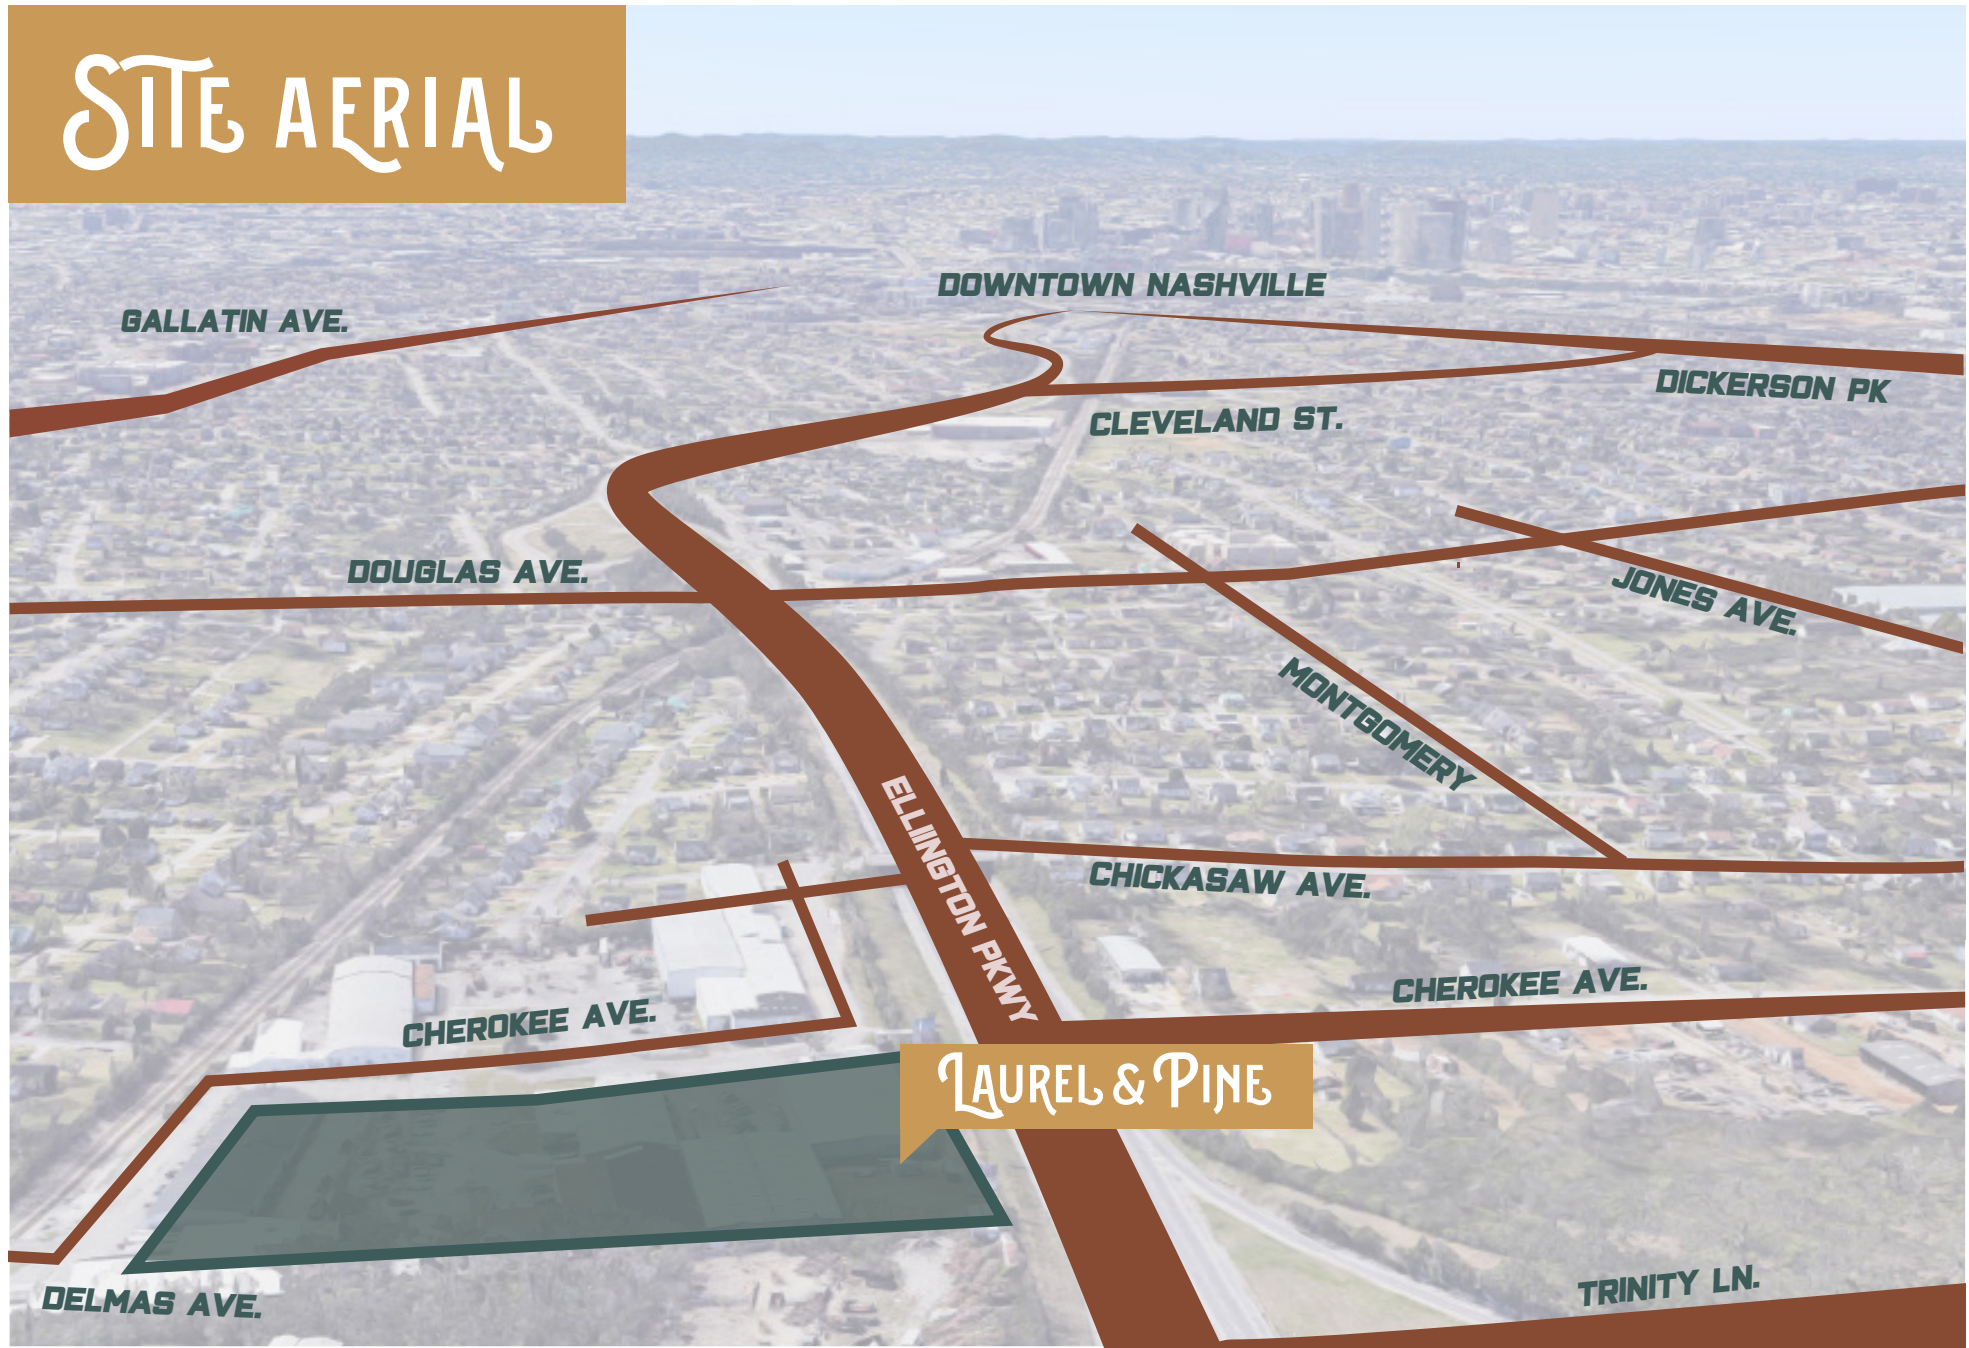 SITE AERIAL
DOWNTOWN NASHVILLE
GALLATIN AVE.
DICKERSON PK
CLEVELAND ST.
DOUGLAS AVE.
JONES AVE.
MONTGOMERY
ELLINGTON PKWY
CHICKASAW AVE.
CHEROKEE AVE.
CHEROKEE AVE.
LAUREL & PINE
DELMAS AVE.
TRINITY LN.